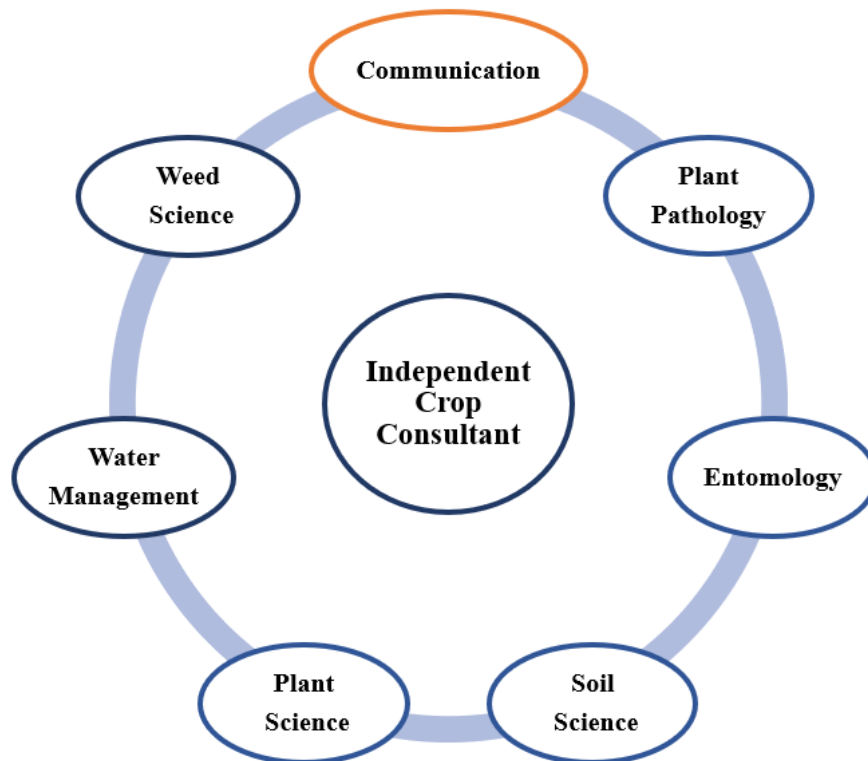 Communication
Plant
Pathology
Entomology
Soil
Science
Plant
Science
Water
Management
Weed
Science
Independent
Crop
Consultant